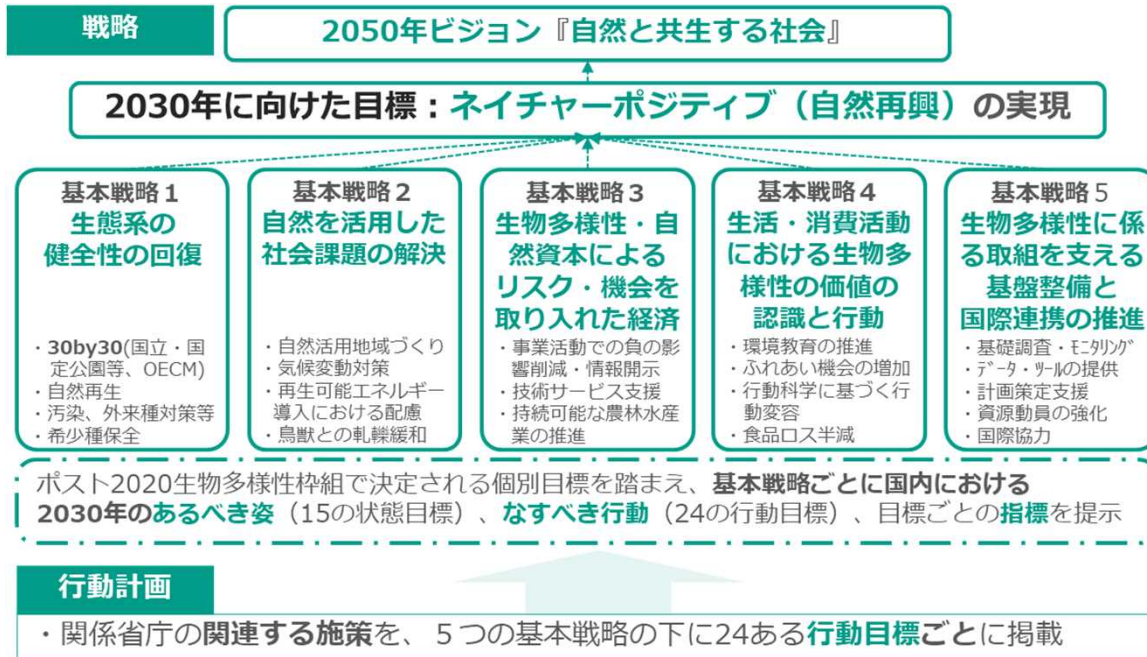 戦略
2050年ビジョン『自然と共生する社会』
2030年に向けた目標：ネイチャーポジティブ（自然再興）の実現
基本戦略１
生態系の
健全性の回復
・30by30(国立・国
定公園等、OECM)
・自然再生
・汚染、外来種対策等
・希少種保全
基本戦略２
自然を活用した
社会課題の解決
・自然活用地域づくり
・気候変動対策
・再生可能エネルギー
導入における配慮
・鳥獣との軋轢緩和
基本戦略３
生物多様性・自
然資本による
リスク・機会を
取り入れた経済
・事業活動での負の影
響削減・情報開示
・技術サービス支援
・持続可能な農林水産
業の推進
基本戦略４
生活・消費活動
における生物多
様性の価値の
認識と行動
・環境教育の推進
・ふれあい機会の増加
・行動科学に基づく行
動変容
・食品ロス半減
基本戦略５
生物多様性に係
る取組を支える
基盤整備と
国際連携の推進
・基礎調査・ﾓﾆﾀﾘﾝｸﾞ
・ﾃﾞｰﾀ・ﾂｰﾙの提供
・計画策定支援
・資源動員の強化
・国際協力
ポスト2020生物多様性枠組で決定される個別目標を踏まえ、基本戦略ごとに国内における
2030年のあるべき姿（15の状態目標）、なすべき行動（24の行動目標）、目標ごとの指標を提示
行動計画
・関係省庁の関連する施策を、５つの基本戦略の下に24ある行動目標ごとに掲載